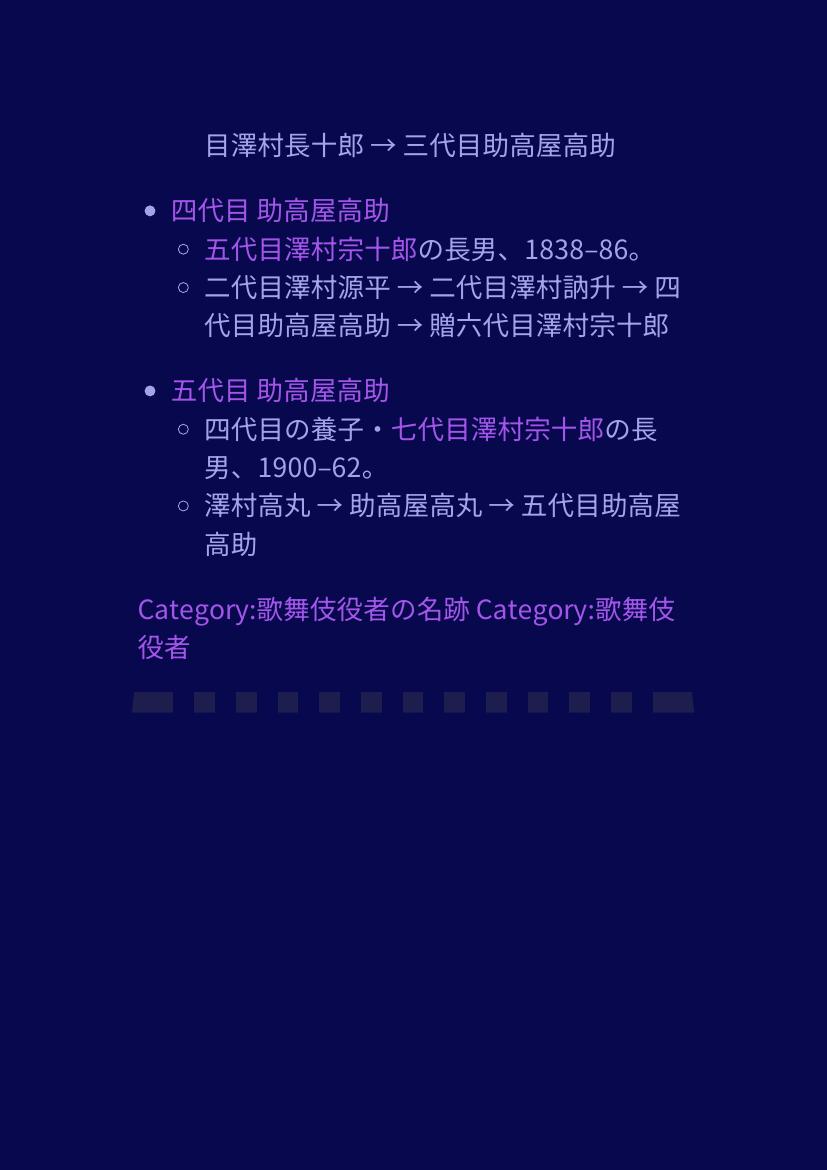 目澤村長十郎 → 三代目助高屋高助
四代目 助高屋高助
五代目澤村宗十郎の長男、1838–86。
二代目澤村源平 → 二代目澤村訥升 → 四
代目助高屋高助 → 贈六代目澤村宗十郎
五代目 助高屋高助
四代目の養子・七代目澤村宗十郎の長
男、1900–62。
澤村高丸 → 助高屋高丸 → 五代目助高屋
高助
Category:歌舞伎役者の名跡 Category:歌舞伎
役者